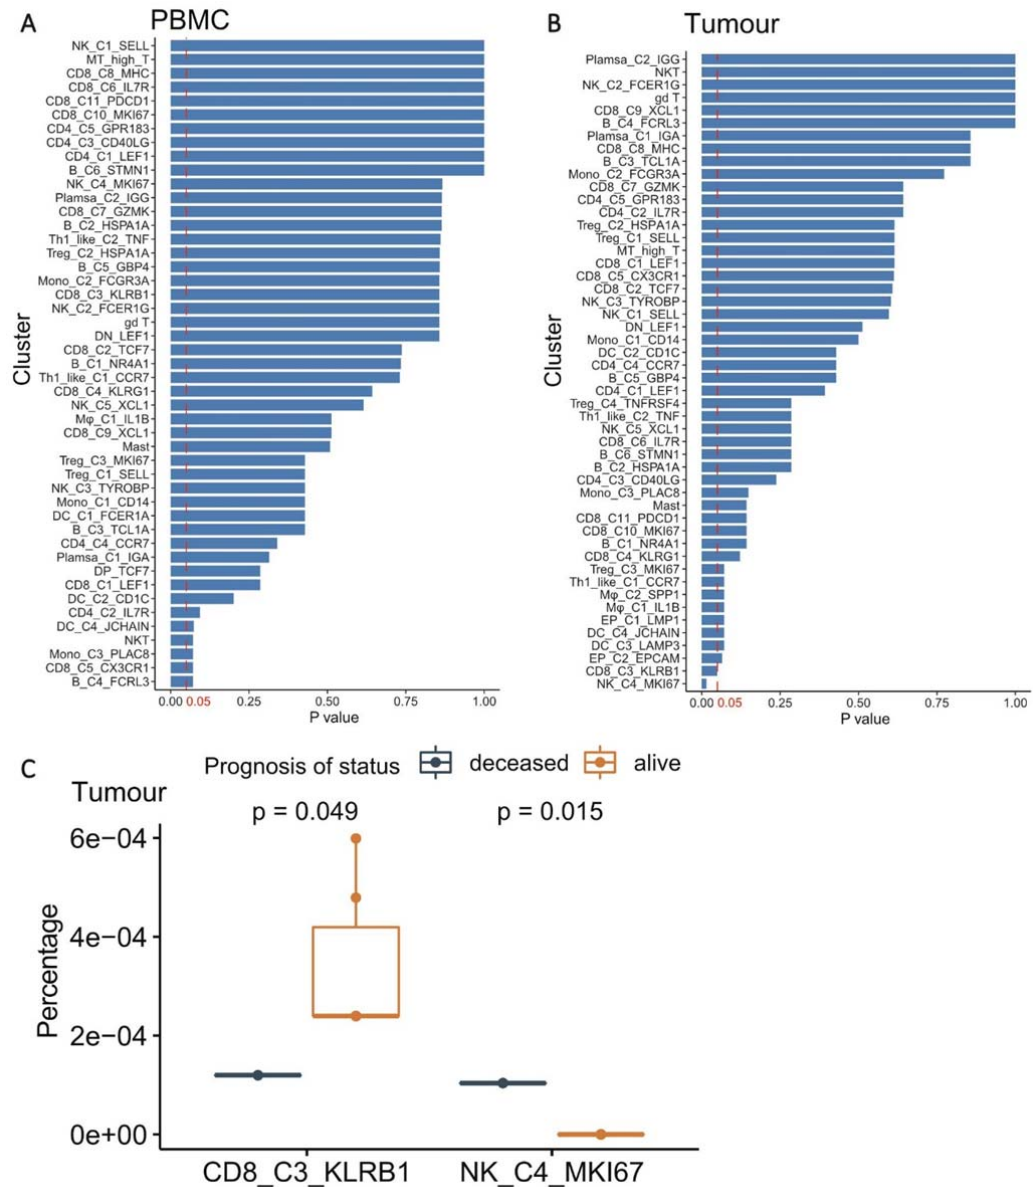 A
PBMC
NK_C1_SELL
MT_high_T
CD8_C8_MHC
CD8_C6_IL7R
CD8_C11_PDCD1
CD8_C10_MKI67
CD4_C5_GPR183
CD4_C3_CD40LG
CD4_C1_LEF1
B_C6_STMN1
NK_C4_MKI67
Plamsa_C2_IGG
CD8_C7_GZMK
B_C2_HSPA1A
Th1_like_C2_TNF
Treg_C2_HSPA1A
B_C5_GBP4
Mono_C2_FCGR3A
CD8_C3_KLRB1
NK_C2_FCER1G
gd T
DN_LEF1
CD8_C2_TCF7
B_C1_NR4A1
Th1_like_C1_CCR7
CD8_C4_KLRG1
NK_C5_XCL1
Mφ_C1_IL1B
CD8_C9_XCL1
Mast
Treg_C3_MKI67
Treg_C1_SELL
NK_C3_TYROBP
Mono_C1_CD14
DC_C1_FCER1A
B_C3_TCL1A
CD4_C4_CCR7
Plamsa_C1_IGA
DP_TCF7
CD8_C1_LEF1
DC_C2_CD1C
CD4_C2_IL7R
DC_C4_JCHAIN
NKT
Mono_C3_PLAC8
CD8_C5_CX3CR1
B_C4_FCRL3
Cluster
0.00 0.05 0.25 0.50 0.75 1.00
P value
B
Tumour
Plamsa_C2_IGG
NKT
NK_C2_FCER1G
gd T
CD8_C9_XCL1
B_C4_FCRL3
Plamsa_C1_IGA
CD8_C8_MHC
B_C3_TCL1A
Mono_C2_FCGR3A
CD8_C7_GZMK
CD4_C5_GPR183
CD4_C2_IL7R
Treg_C2_HSPA1A
Treg_C1_SELL
MT_high_T
CD8_C1_LEF1
CD8_C5_CX3CR1
CD8_C2_TCF7
NK_C3_TYROBP
NK_C1_SELL
DN_LEF1
Mono_C1_CD14
DC_C2_CD1C
CD4_C4_CCR7
B_C5_GBP4
CD4_C1_LEF1
Treg_C4_TNFRSF4
Th1_like_C2_TNF
NK_C5_XCL1
CD8_C6_IL7R
B_C6_STMN1
B_C2_HSPA1A
CD4_C3_CD40LG
Mono_C3_PLAC8
Mast
CD8_C11_PDCD1
CD8_C10_MKI67
B_C1_NR4A1
CD8_C4_KLRG1
Treg_C3_MKI67
Th1_like_C1_CCR7
Mφ_C2_SPP1
Mφ_C1_IL1B
EP_C1_LMP1
DC_C4_JCHAIN
DC_C3_LAMP3
EP_C2_EPCAM
CD8_C3_KLRB1
NK_C4_MKI67
Cluster
0.00 0.05 0.25 0.50 0.75 1.00
P value
C
Prognosis of status deceased alive
Tumour
p = 0.049 p = 0.015
6e−04
4e−04
2e−04
0e+00
Percentage
CD8_C3_KLRB1 NK_C4_MKI67